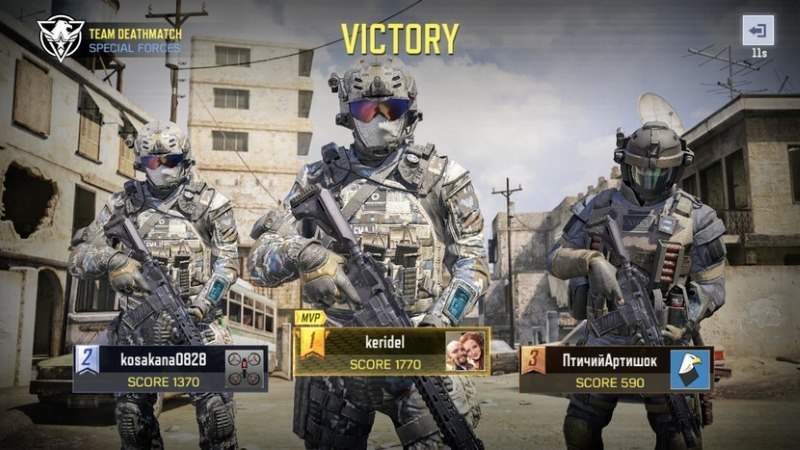 TEAM DEATHMATCH
SPECIAL FORCES
VICTORY
11s
2
kosakana0828
SCORE 1370
MVP
1
keridel
SCORE 1770
3
ПтичийАртишок
SCORE 590